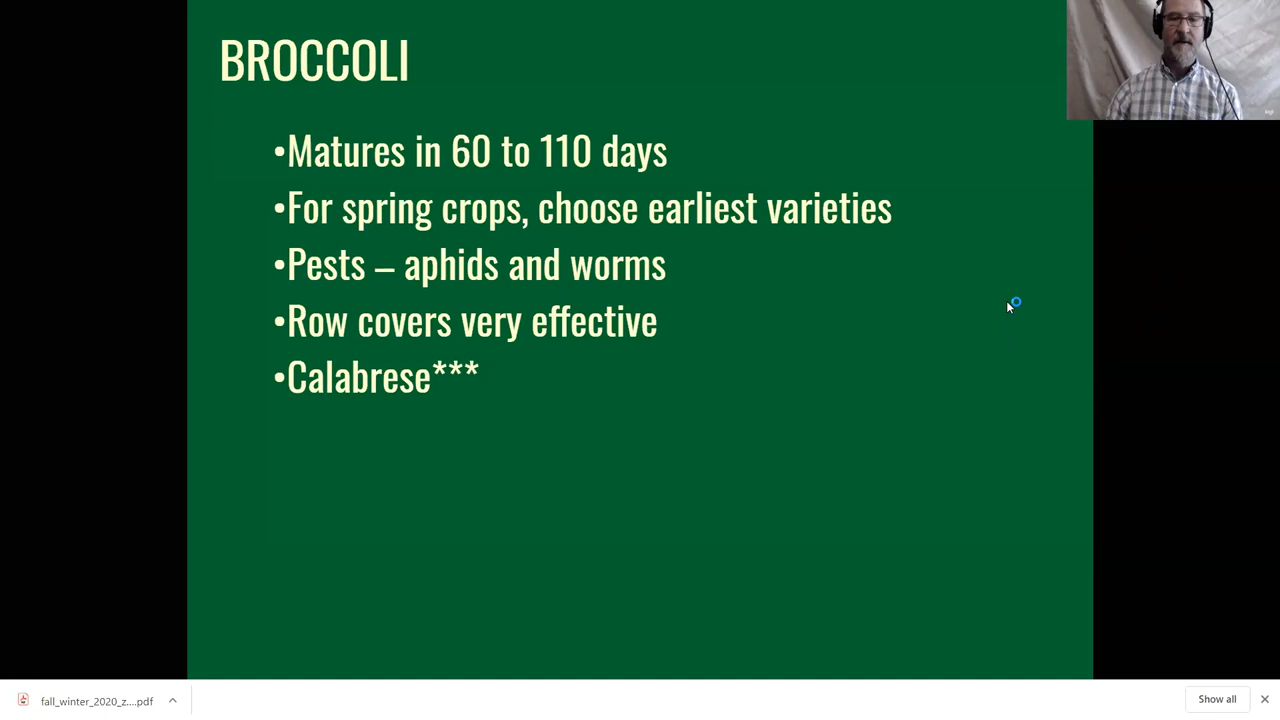 BROCCOLI
•Matures in 60 to 110 days
•For spring crops, choose earliest varieties
•Pests – aphids and worms
•Row covers very effective
•Calabrese***
fall_winter_2020_z....pdf
Show all